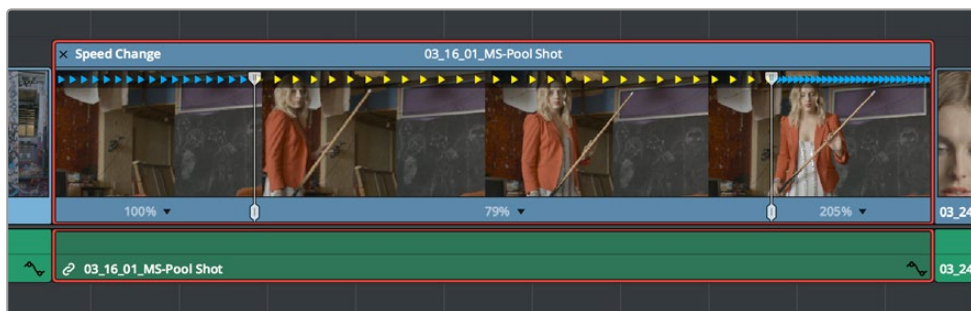 × Speed Change 03_16_01_MS-Pool Shot
100% ▼ 79% ▼ 205% ▼ 03_24
03_16_01_MS-Pool Shot 03_24